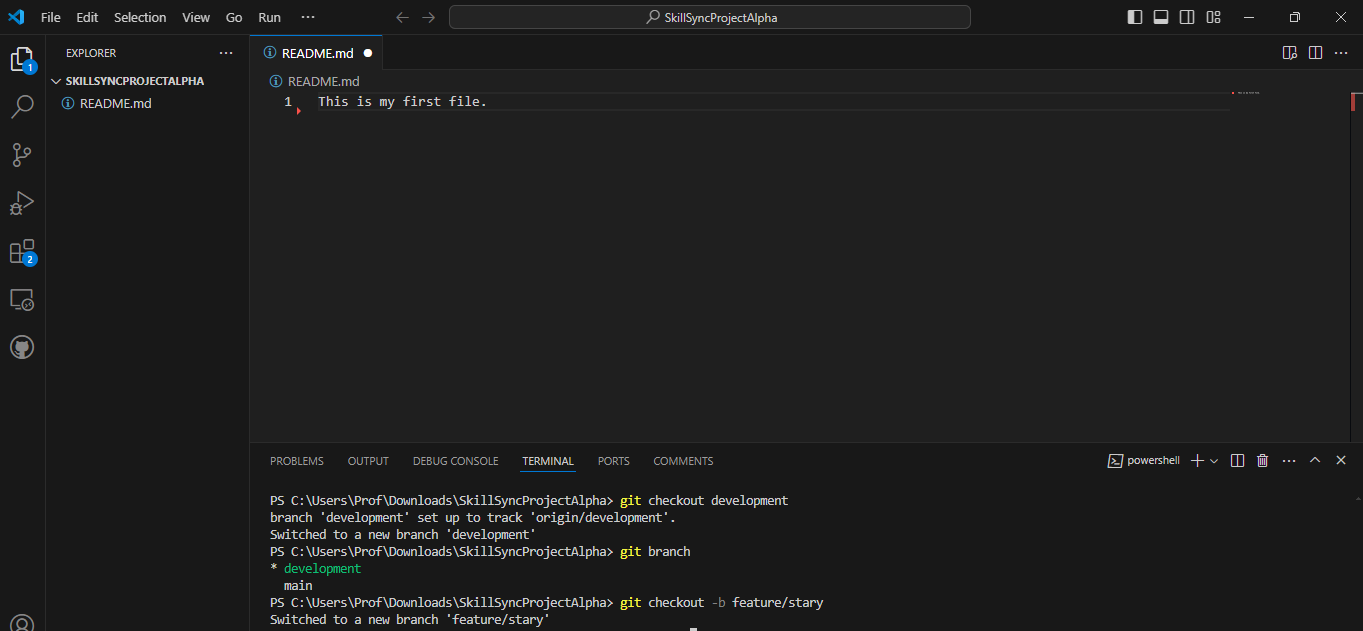 File Edit Selection View Go Run ···
SkillSyncProjectAlpha
EXPLORER ···
SKILLSYNCPROJECTALPHA
README.md
1
2
README.md
README.md
1 This is my first file.
PROBLEMS OUTPUT DEBUG CONSOLE TERMINAL PORTS COMMENTS
powershell
PS C:\Users\Prof\Downloads\SkillSyncProjectAlpha> git checkout development
branch 'development' set up to track 'origin/development'.
Switched to a new branch 'development'
PS C:\Users\Prof\Downloads\SkillSyncProjectAlpha> git branch
* development
main
PS C:\Users\Prof\Downloads\SkillSyncProjectAlpha> git checkout -b feature/stary
Switched to a new branch 'feature/stary'